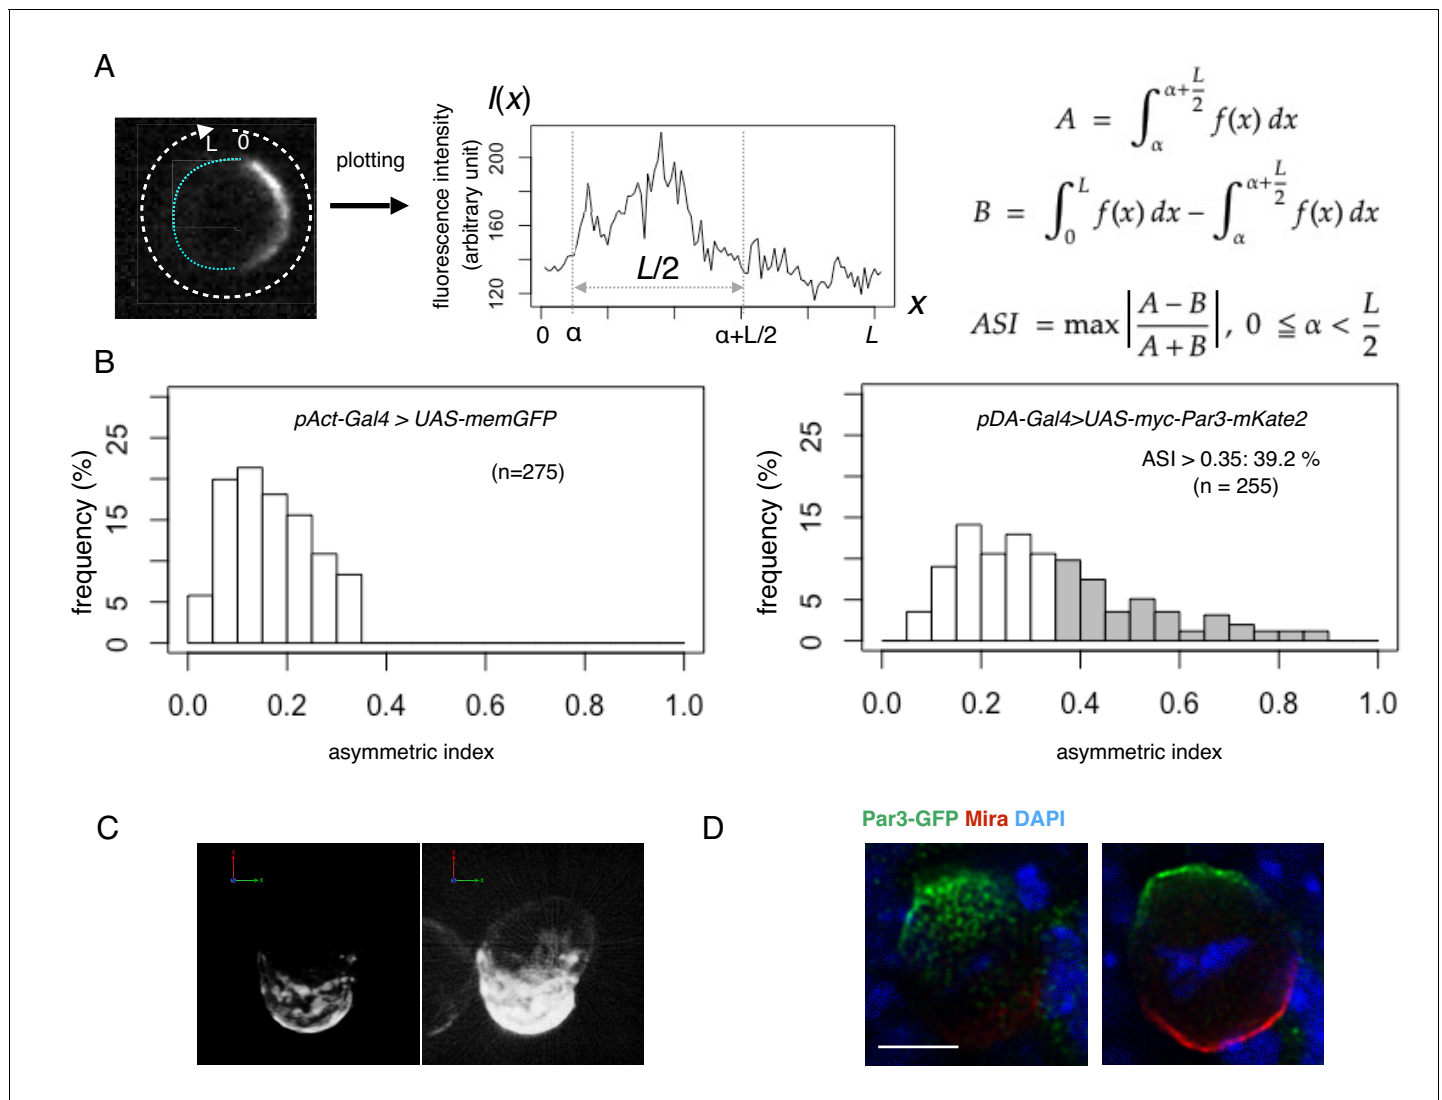 A
L 0
plotting
I(x)
fluorescence intensity
(arbitrary unit)
200
160
120
L/2
x
0 α α+L/2 L
A = ∫_α^{α+L/2} f(x) dx
B = ∫_0^L f(x) dx − ∫_α^{α+L/2} f(x) dx
ASI = max |A − B / A + B|, 0 ≦ α < L/2
B
pAct-Gal4 > UAS-memGFP
(n=275)
frequency (%)
25
15
5
0
0.0 0.2 0.4 0.6 0.8 1.0
asymmetric index
pDA-Gal4>UAS-myc-Par3-mKate2
ASI > 0.35: 39.2 %
(n = 255)
frequency (%)
25
15
5
0
0.0 0.2 0.4 0.6 0.8 1.0
asymmetric index
C
D
Par3-GFP Mira DAPI